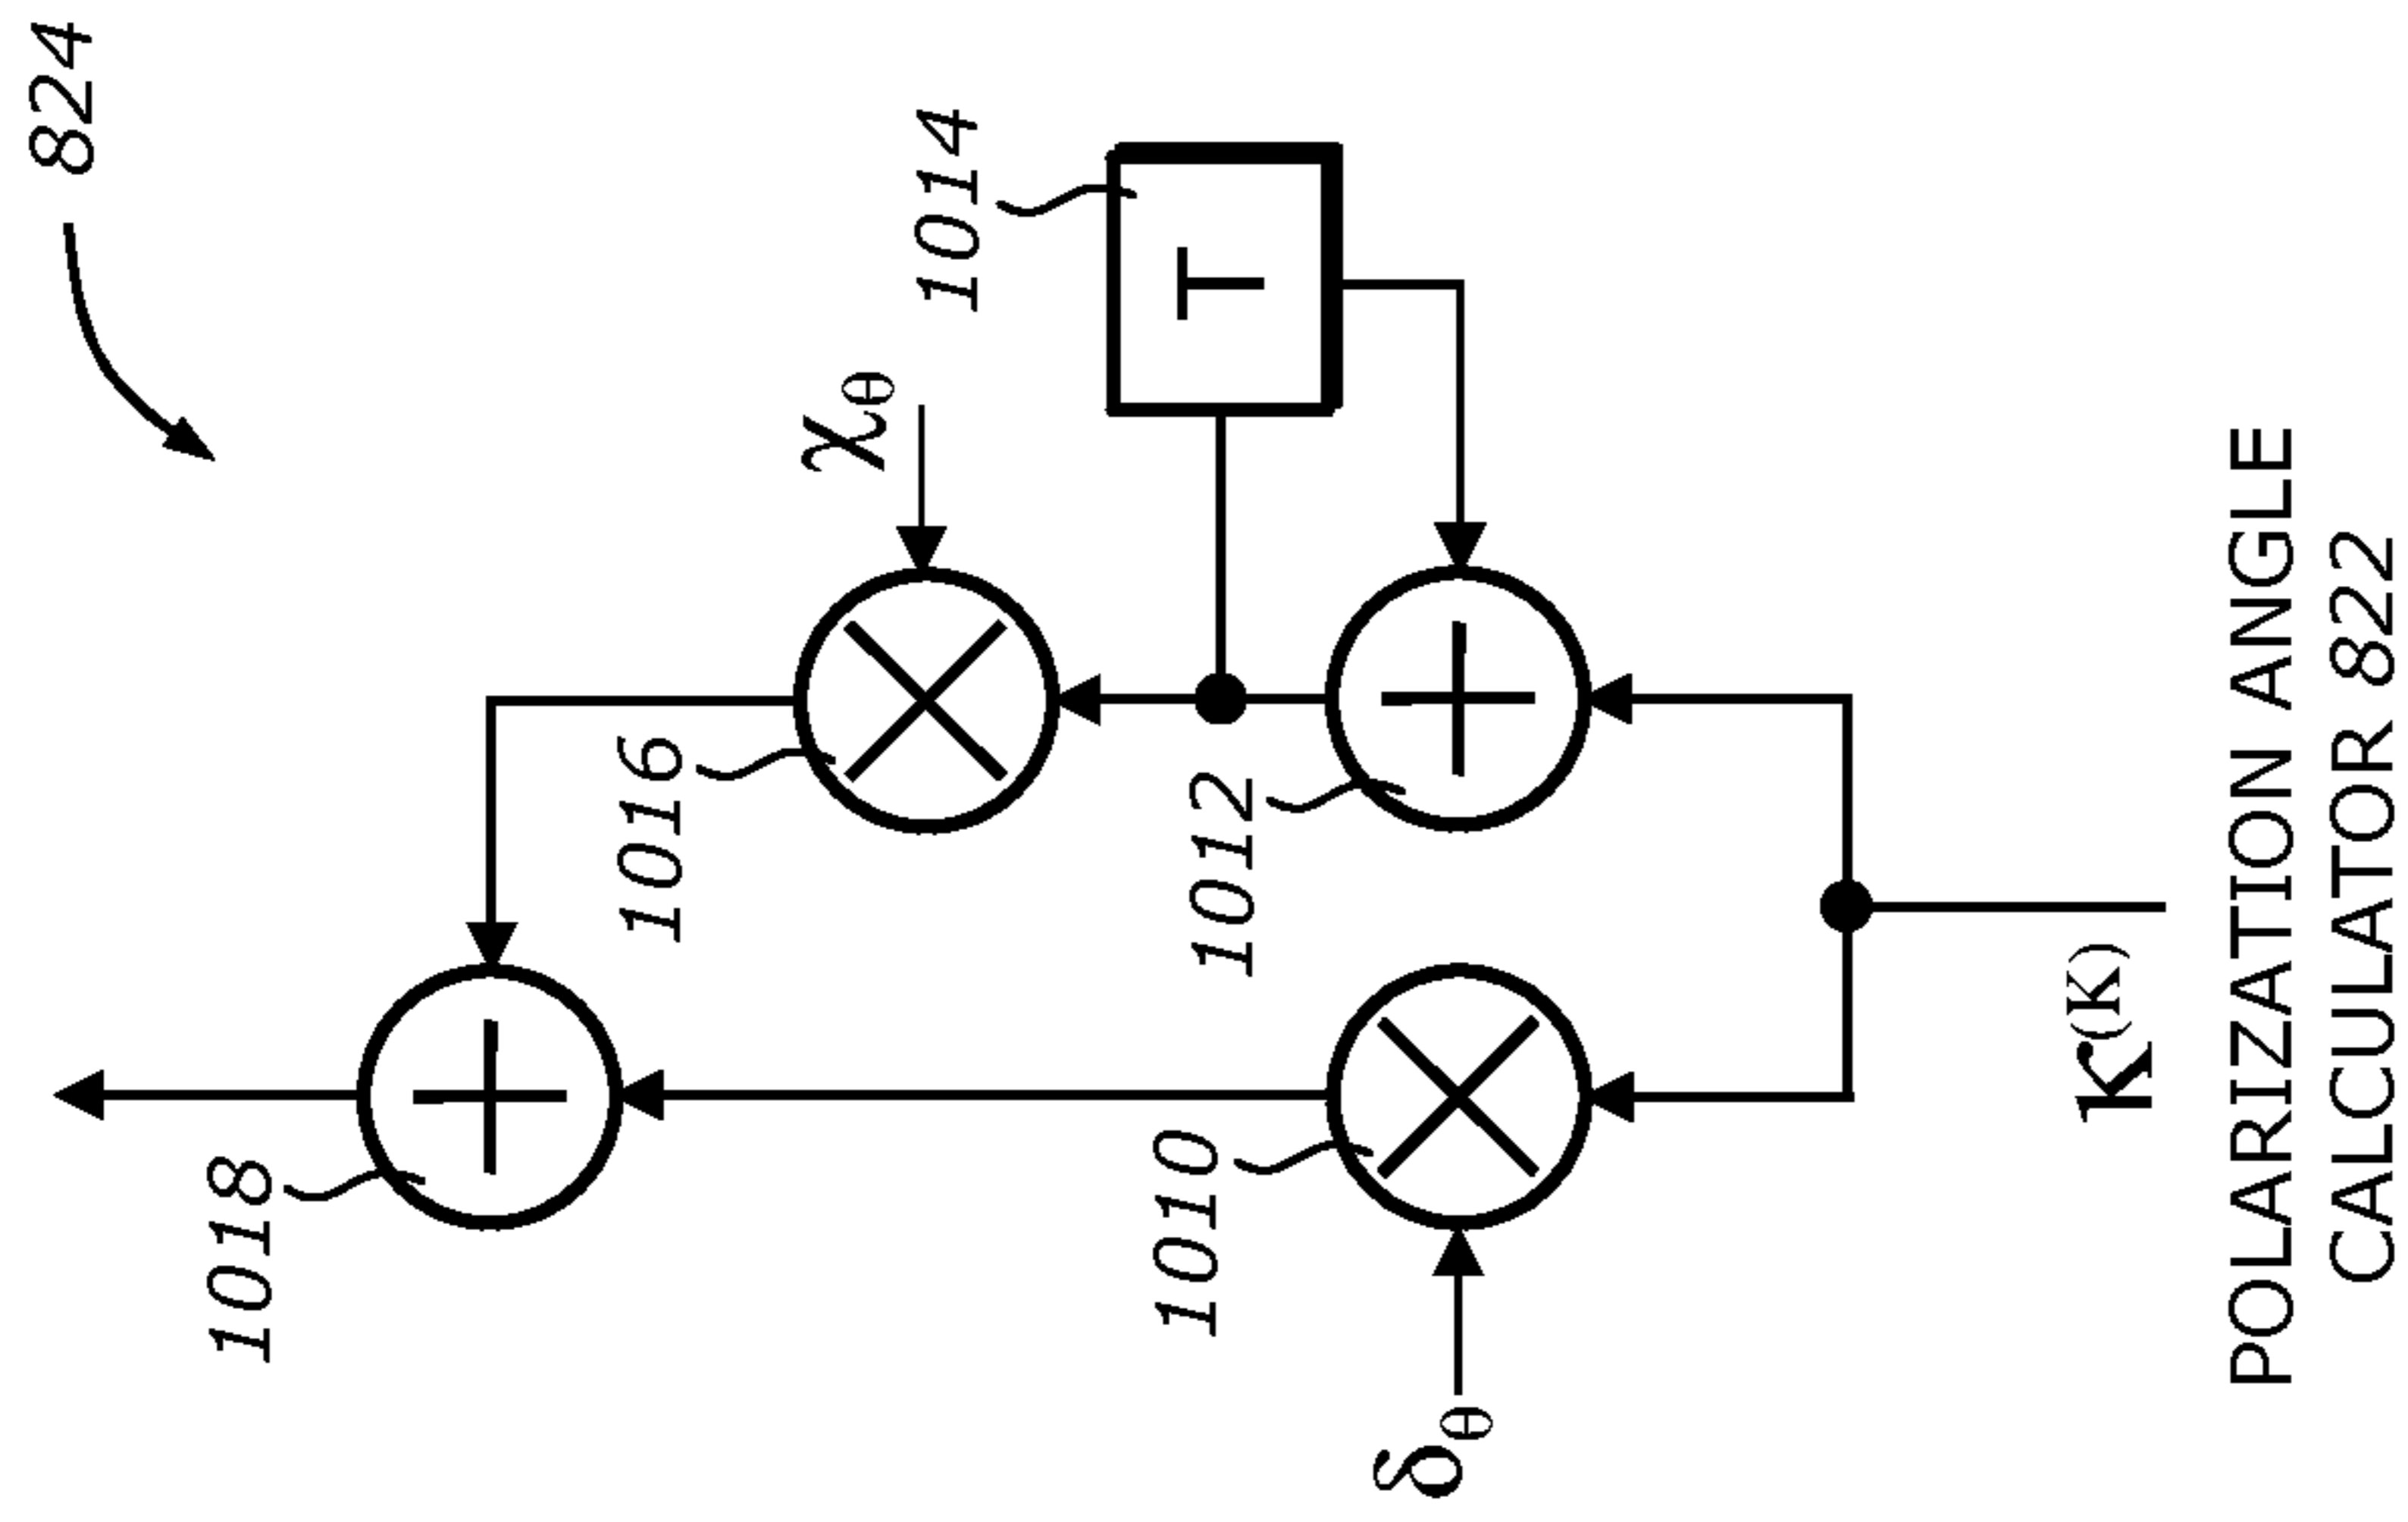 824
1014
χθ
T
1016
1012
1018
1010
δθ
κ(K)
POLARIZATION ANGLE
CALCULATOR 822